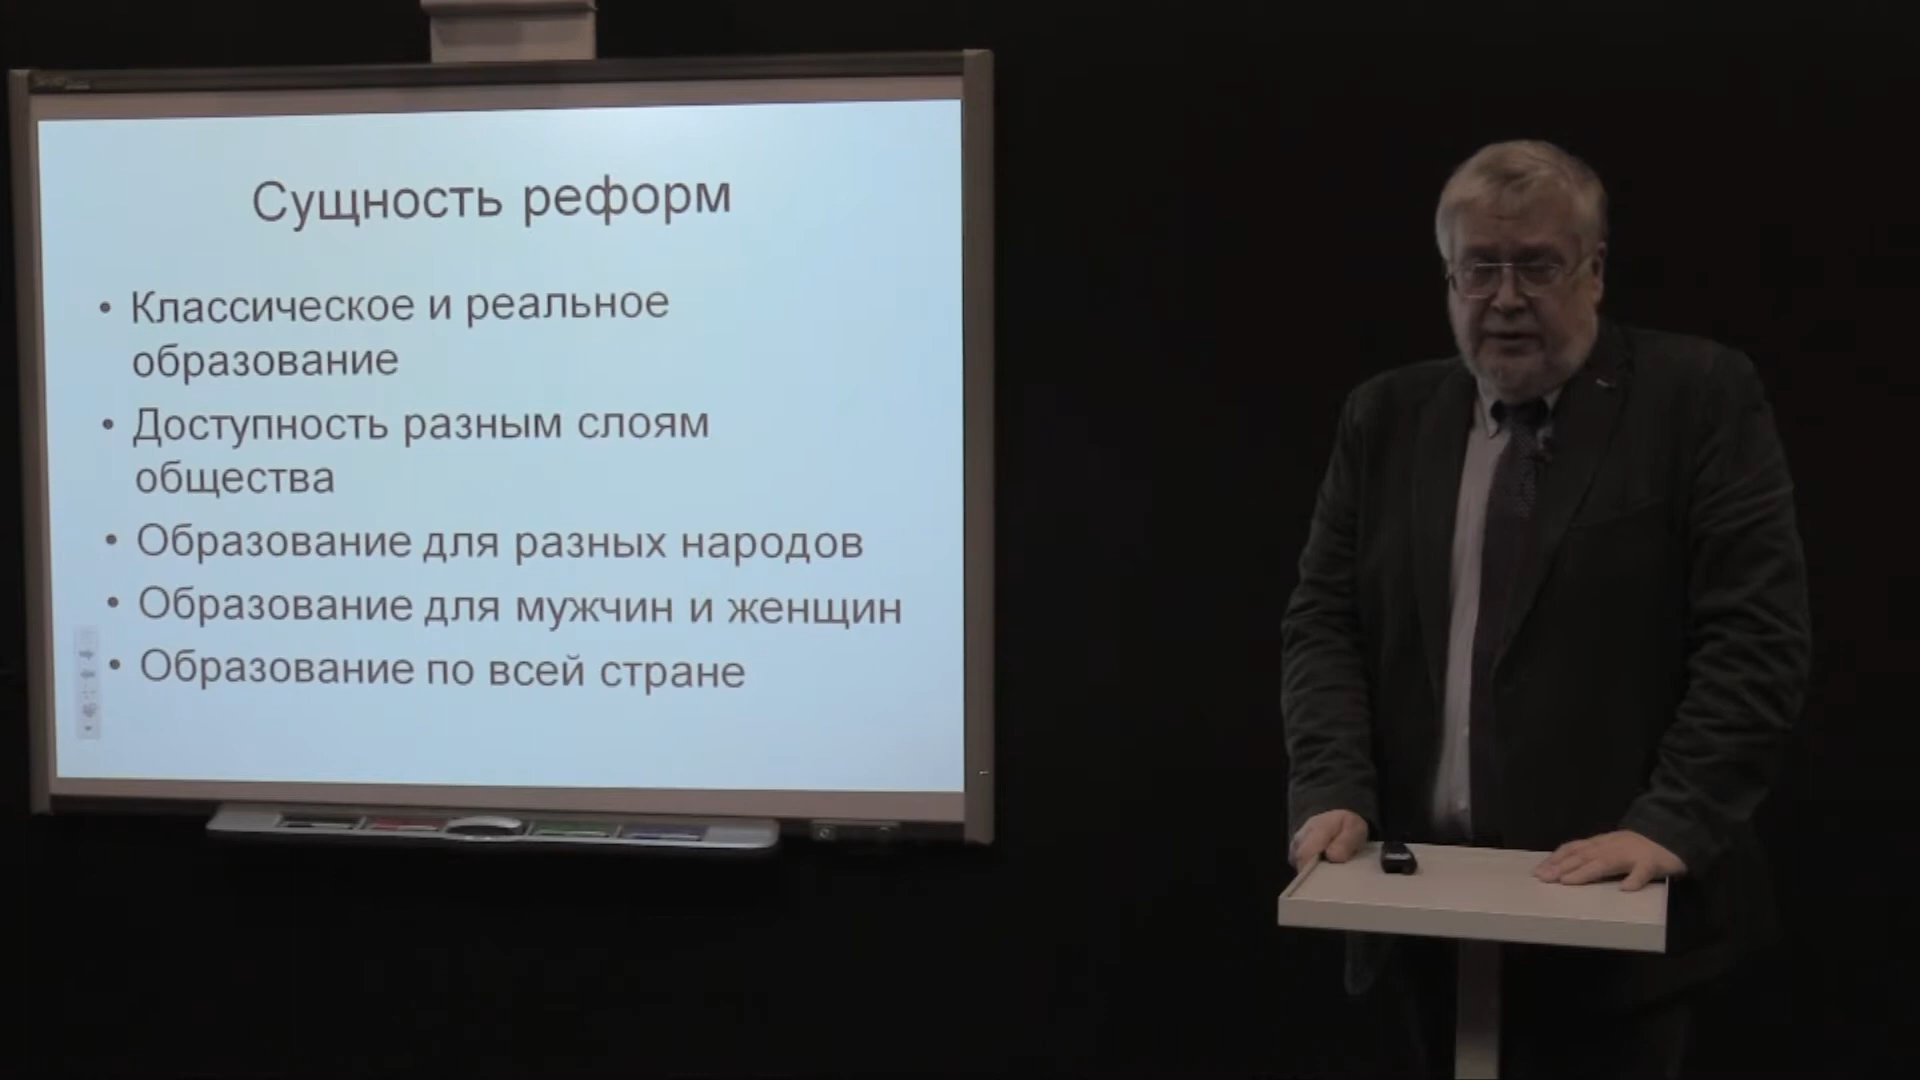 Сущность реформ
• Классическое и реальное
образование
• Доступность разным слоям
общества
• Образование для разных народов
• Образование для мужчин и женщин
• Образование по всей стране